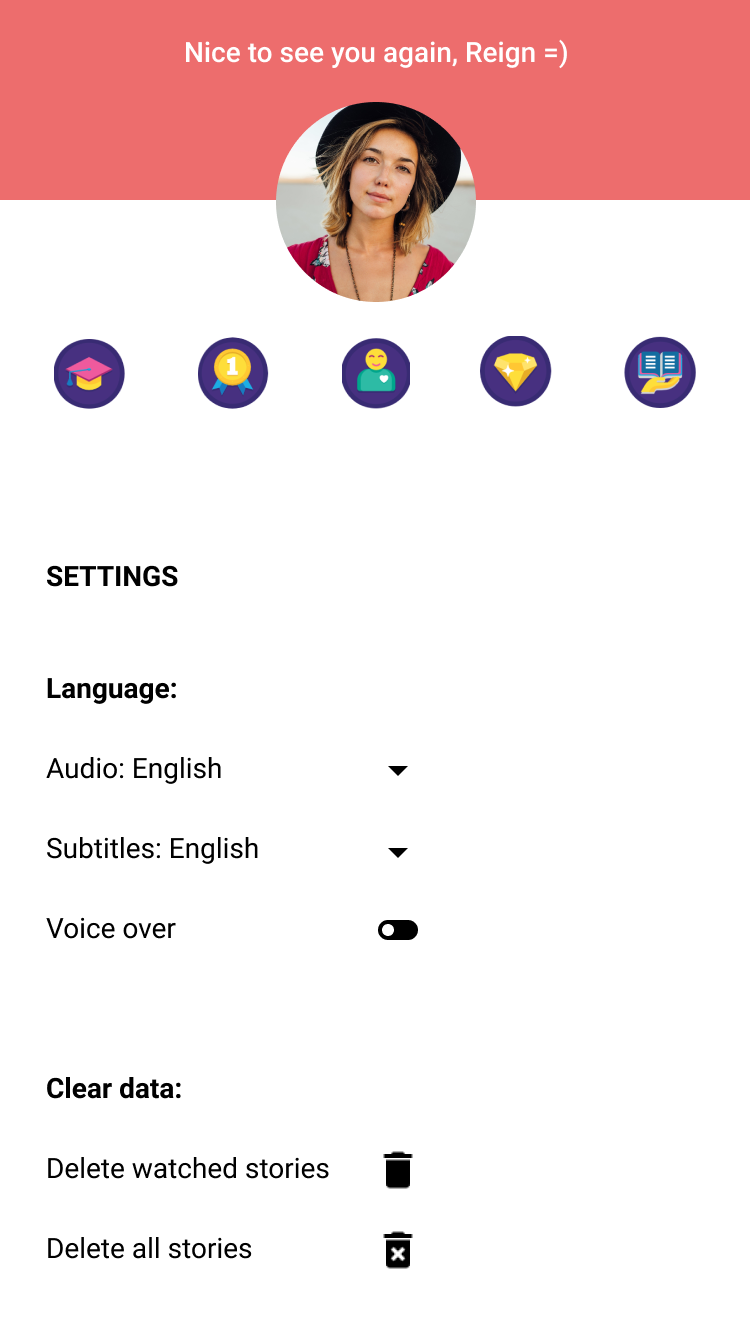 Nice to see you again, Reign =)
1
SETTINGS
Language:
Audio: English
Subtitles: English
Voice over
Clear data:
Delete watched stories
Delete all stories